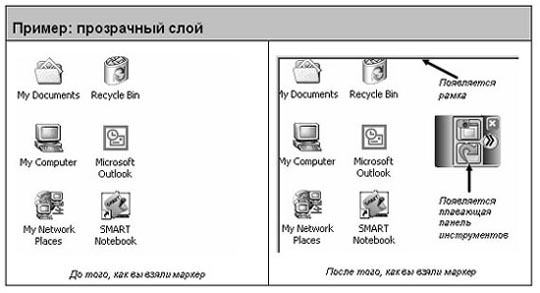 Пример: прозрачный слой
My Documents
Recycle Bin
My Computer
Microsoft
Outlook
My Network
Places
SMART
Notebook
До того, как вы взяли маркер
My Documents
Recycle Bin
Появляется
рамка
My Computer
Microsoft
Outlook
My Network
Places
SMART
Notebook
Появляется
плавающая
панель
инструментов
После того, как вы взяли маркер